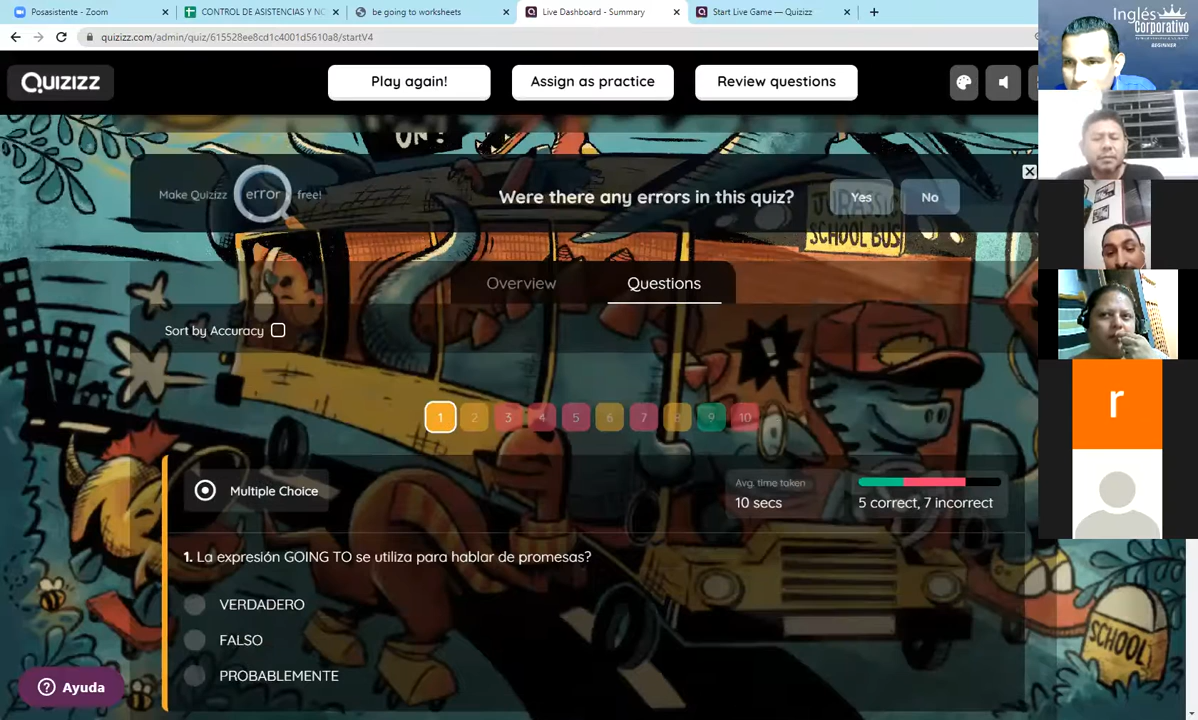 Posasistente - Zoom
CONTROL DE ASISTENCIAS Y NO
be going to worksheets
Live Dashboard - Summary
Start Live Game — Quizizz
quizizz.com/admin/quiz/615528ee8cd1c4001d5610a8/startV4
Inglés
Corporativo
BEGINNER
QUIZIZZ
Play again!
Assign as practice
Review questions
ON!
Make Quizizz error free!
Were there any errors in this quiz?
Yes
No
JURASSIC
SCHOOL BUS
Overview
Questions
Sort by Accuracy
1 2 3 4 5 6 7 8 9 10
r
Multiple Choice
Avg. time taken
10 secs
5 correct, 7 incorrect
1. La expresión GOING TO se utiliza para hablar de promesas?
VERDADERO
FALSO
PROBABLEMENTE
SCHOOL
Ayuda